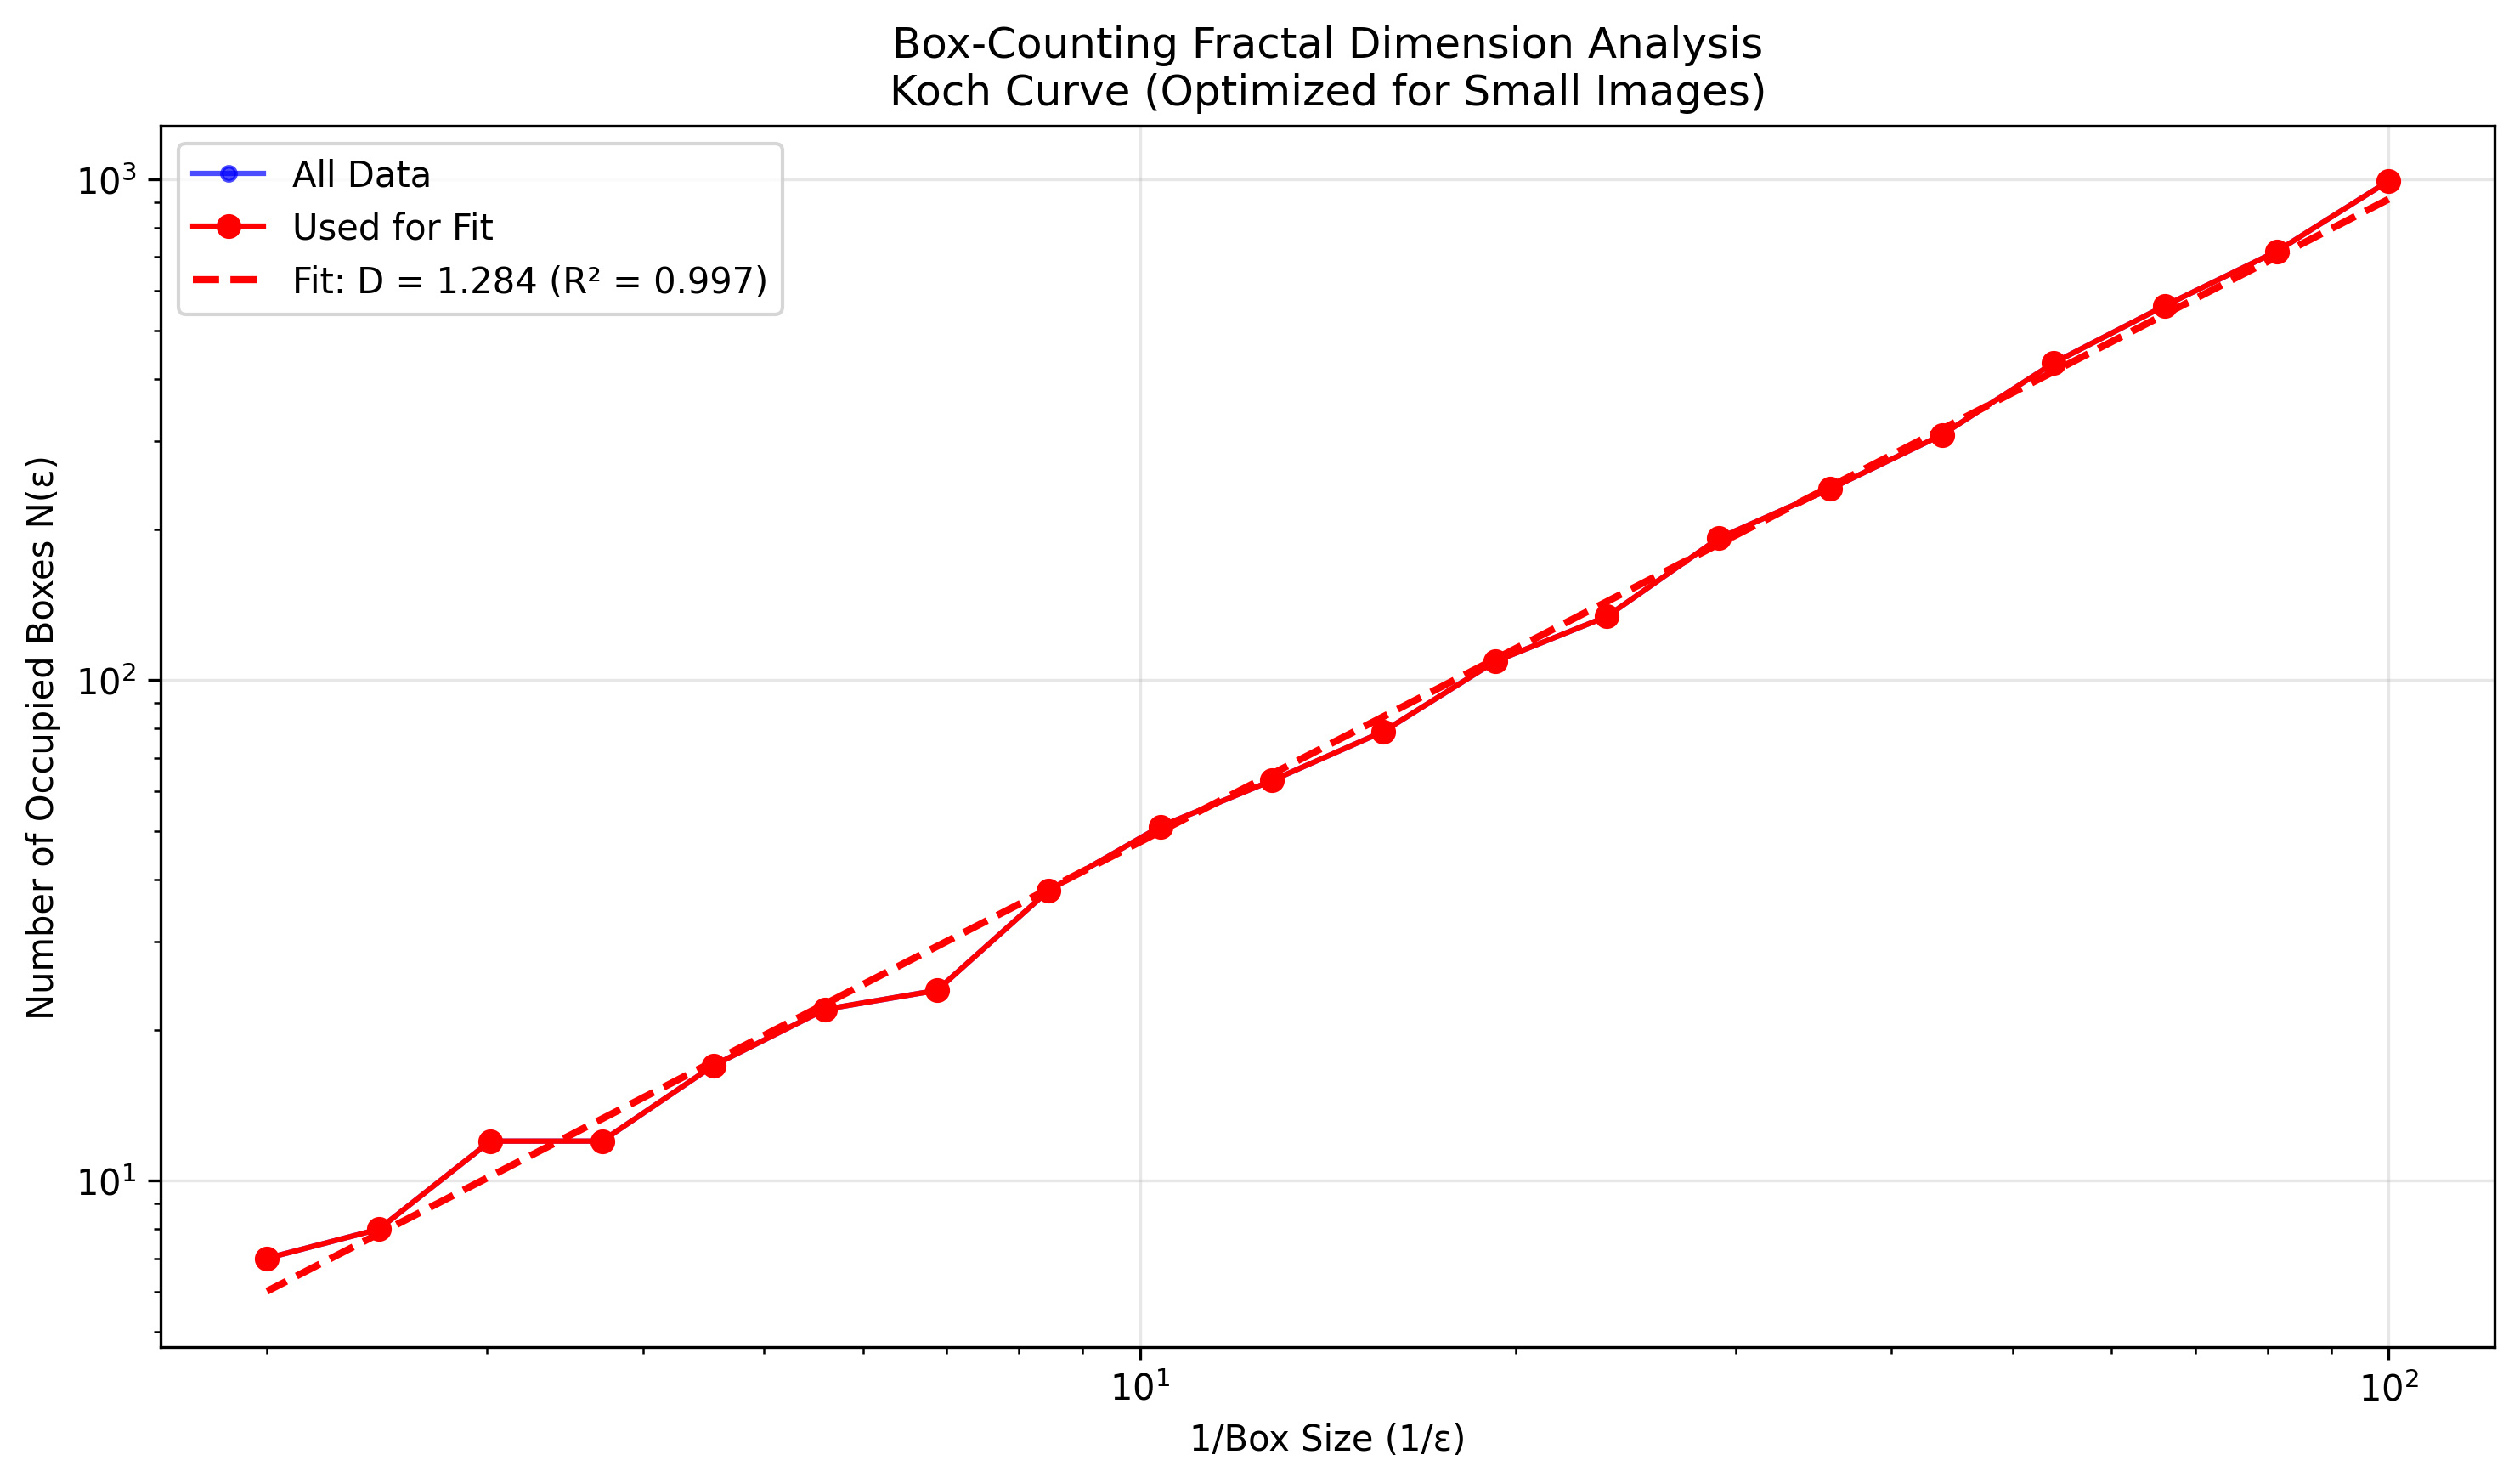 Box-Counting Fractal Dimension Analysis
Koch Curve (Optimized for Small Images)
All Data
Used for Fit
Fit: D = 1.284 (R² = 0.997)
Number of Occupied Boxes N(ε)
10³
10²
10¹
10¹
10²
1/Box Size (1/ε)